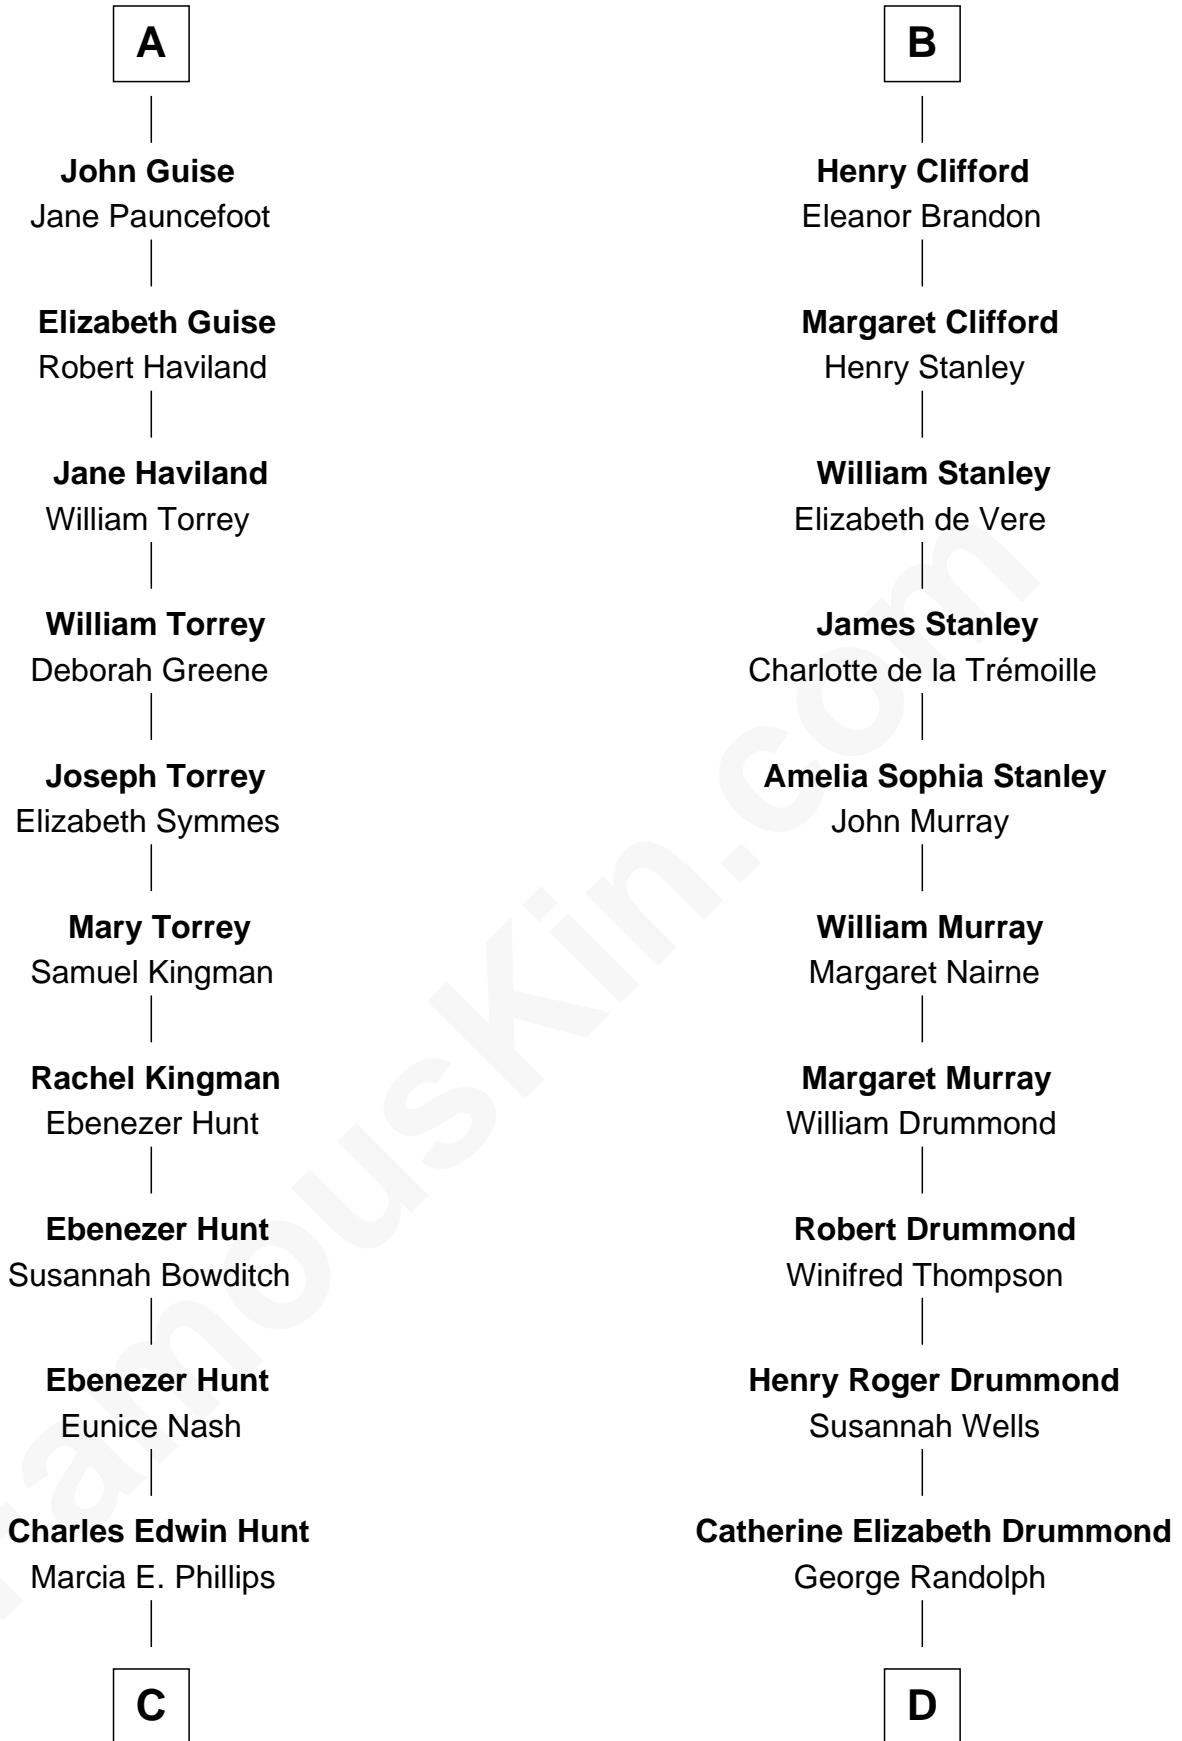 A
John Guise
Jane Pauncefoot
Elizabeth Guise
Robert Haviland
Jane Haviland
William Torrey
William Torrey
Deborah Greene
Joseph Torrey
Elizabeth Symmes
Mary Torrey
Samuel Kingman
Rachel Kingman
Ebenezer Hunt
Ebenezer Hunt
Susannah Bowditch
Ebenezer Hunt
Eunice Nash
Charles Edwin Hunt
Marcia E. Phillips
C
B
Henry Clifford
Eleanor Brandon
Margaret Clifford
Henry Stanley
William Stanley
Elizabeth de Vere
James Stanley
Charlotte de la Trémoille
Amelia Sophia Stanley
John Murray
William Murray
Margaret Nairne
Margaret Murray
William Drummond
Robert Drummond
Winifred Thompson
Henry Roger Drummond
Susannah Wells
Catherine Elizabeth Drummond
George Randolph
D
FamousKin.com